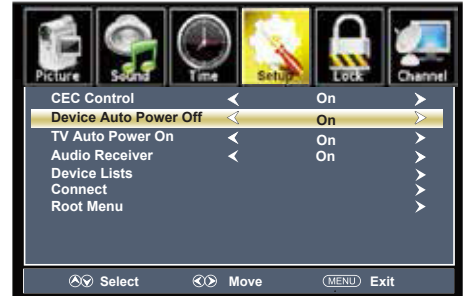 Picture Sound Time Setup Lock Channel
CEC Control On
Device Auto Power Off On
TV Auto Power On On
Audio Receiver On
Device Lists
Connect
Root Menu
Select Move MENU Exit